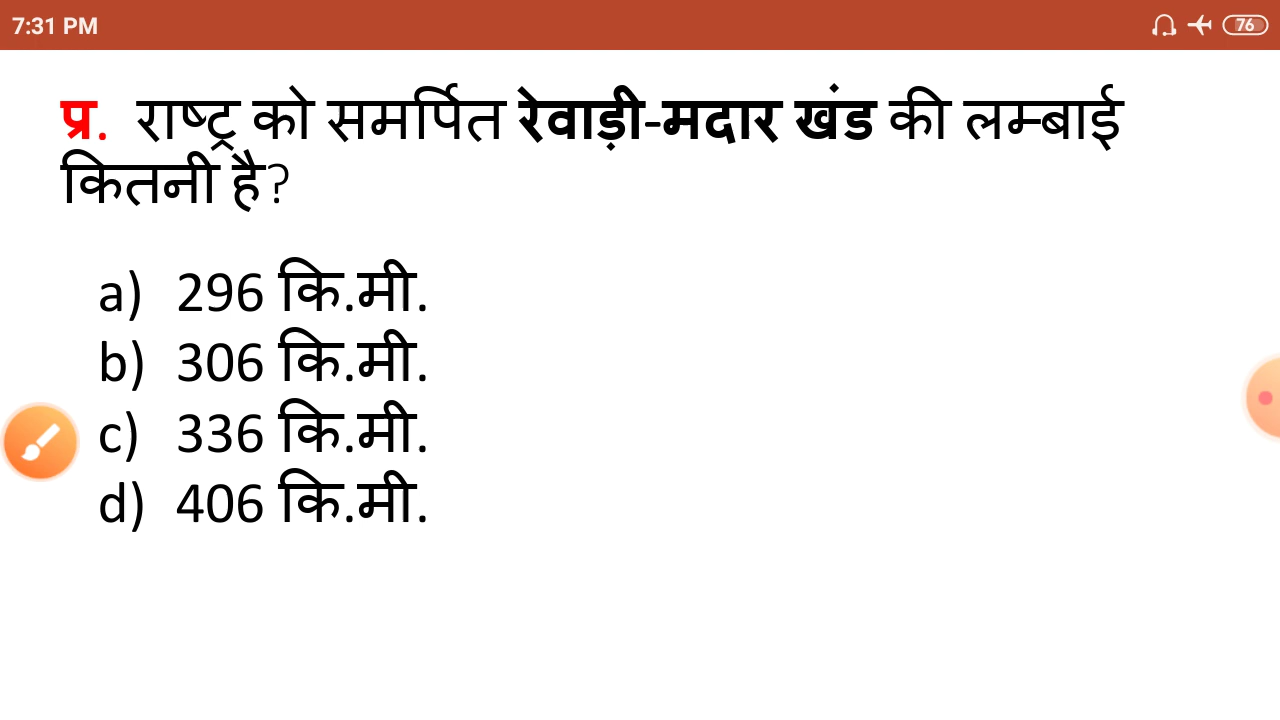 7:31 PM
76
प्र. राष्ट्र को समर्पित रेवाड़ी-मदार खंड की लम्बाई
कितनी है?
a) 296 कि.मी.
b) 306 कि.मी.
c) 336 कि.मी.
d) 406 कि.मी.